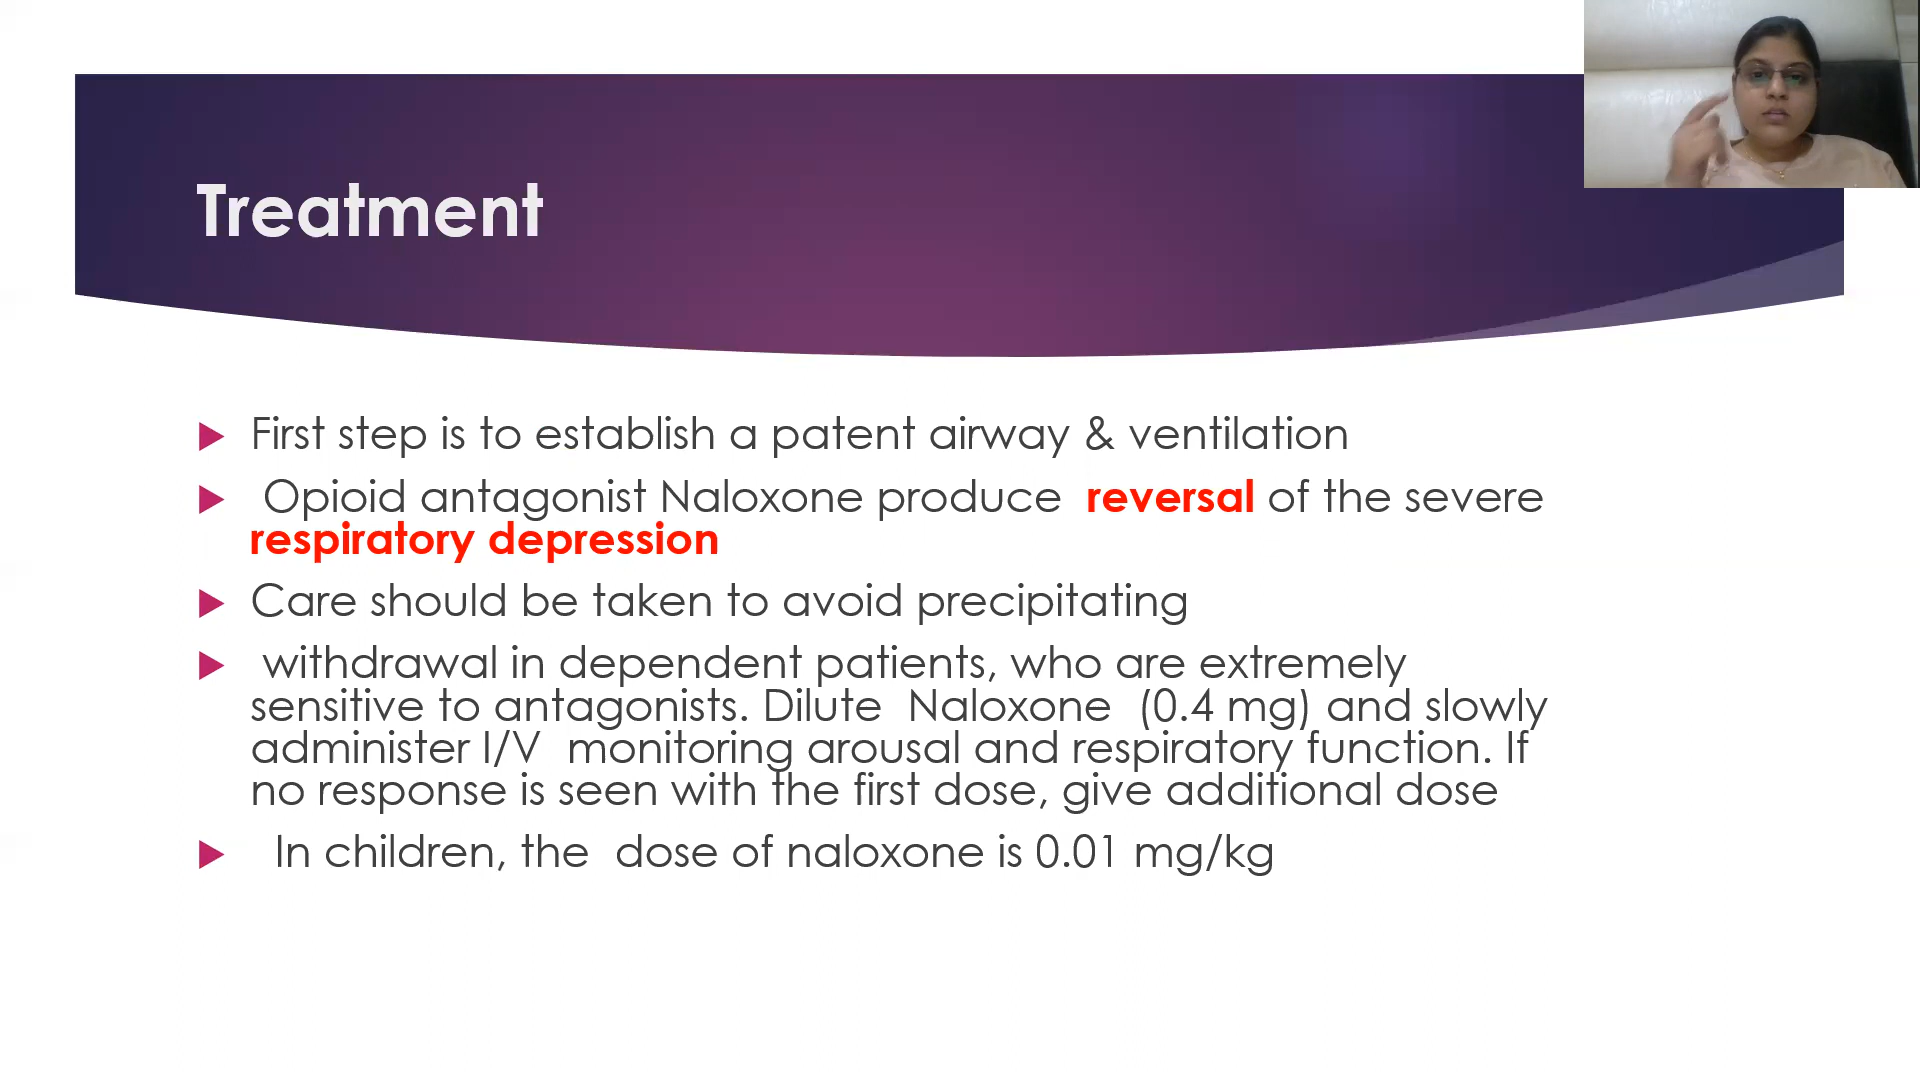 Treatment
First step is to establish a patent airway & ventilation
Opioid antagonist Naloxone produce reversal of the severe
respiratory depression
Care should be taken to avoid precipitating
withdrawal in dependent patients, who are extremely
sensitive to antagonists. Dilute Naloxone (0.4 mg) and slowly
administer I/V monitoring arousal and respiratory function. If
no response is seen with the first dose, give additional dose
In children, the dose of naloxone is 0.01 mg/kg